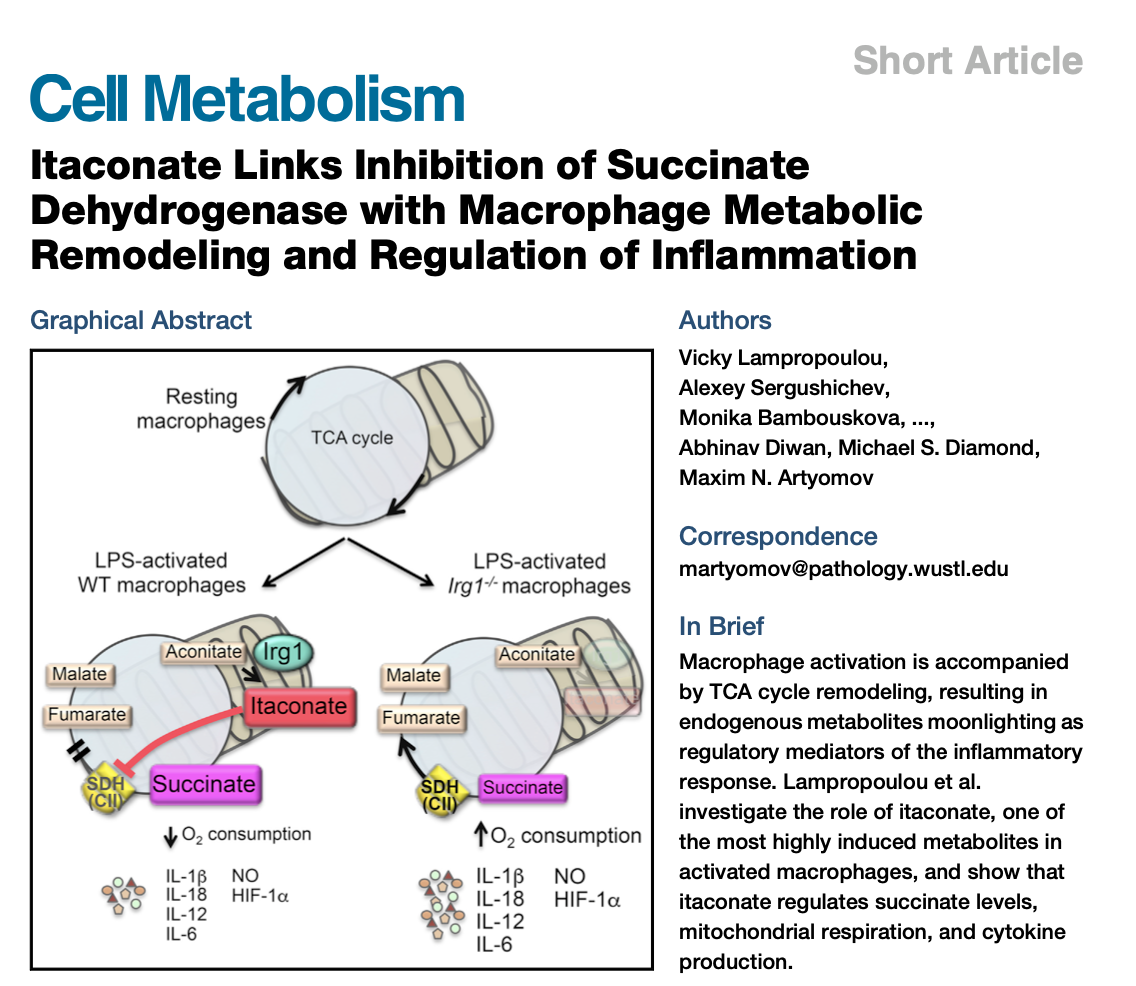 Short Article
Cell Metabolism
Itaconate Links Inhibition of Succinate
Dehydrogenase with Macrophage Metabolic
Remodeling and Regulation of Inflammation
Graphical Abstract
Resting
macrophages
TCA cycle
LPS-activated
WT macrophages
LPS-activated
Irg1-/- macrophages
Aconitate
Irg1
Malate
Itaconate
Fumarate
SDH
(CII)
Succinate
↓ O2 consumption
IL-1β NO
IL-18 HIF-1α
IL-12
IL-6
Aconitate
Malate
Fumarate
SDH
(CII)
Succinate
↑ O2 consumption
IL-1β NO
IL-18 HIF-1α
IL-12
IL-6
Authors
Vicky Lampropoulou,
Alexey Sergushichev,
Monika Bambouskova, ...,
Abhinav Diwan, Michael S. Diamond,
Maxim N. Artyomov
Correspondence
martyomov@pathology.wustl.edu
In Brief
Macrophage activation is accompanied
by TCA cycle remodeling, resulting in
endogenous metabolites moonlighting as
regulatory mediators of the inflammatory
response. Lampropoulou et al.
investigate the role of itaconate, one of
the most highly induced metabolites in
activated macrophages, and show that
itaconate regulates succinate levels,
mitochondrial respiration, and cytokine
production.